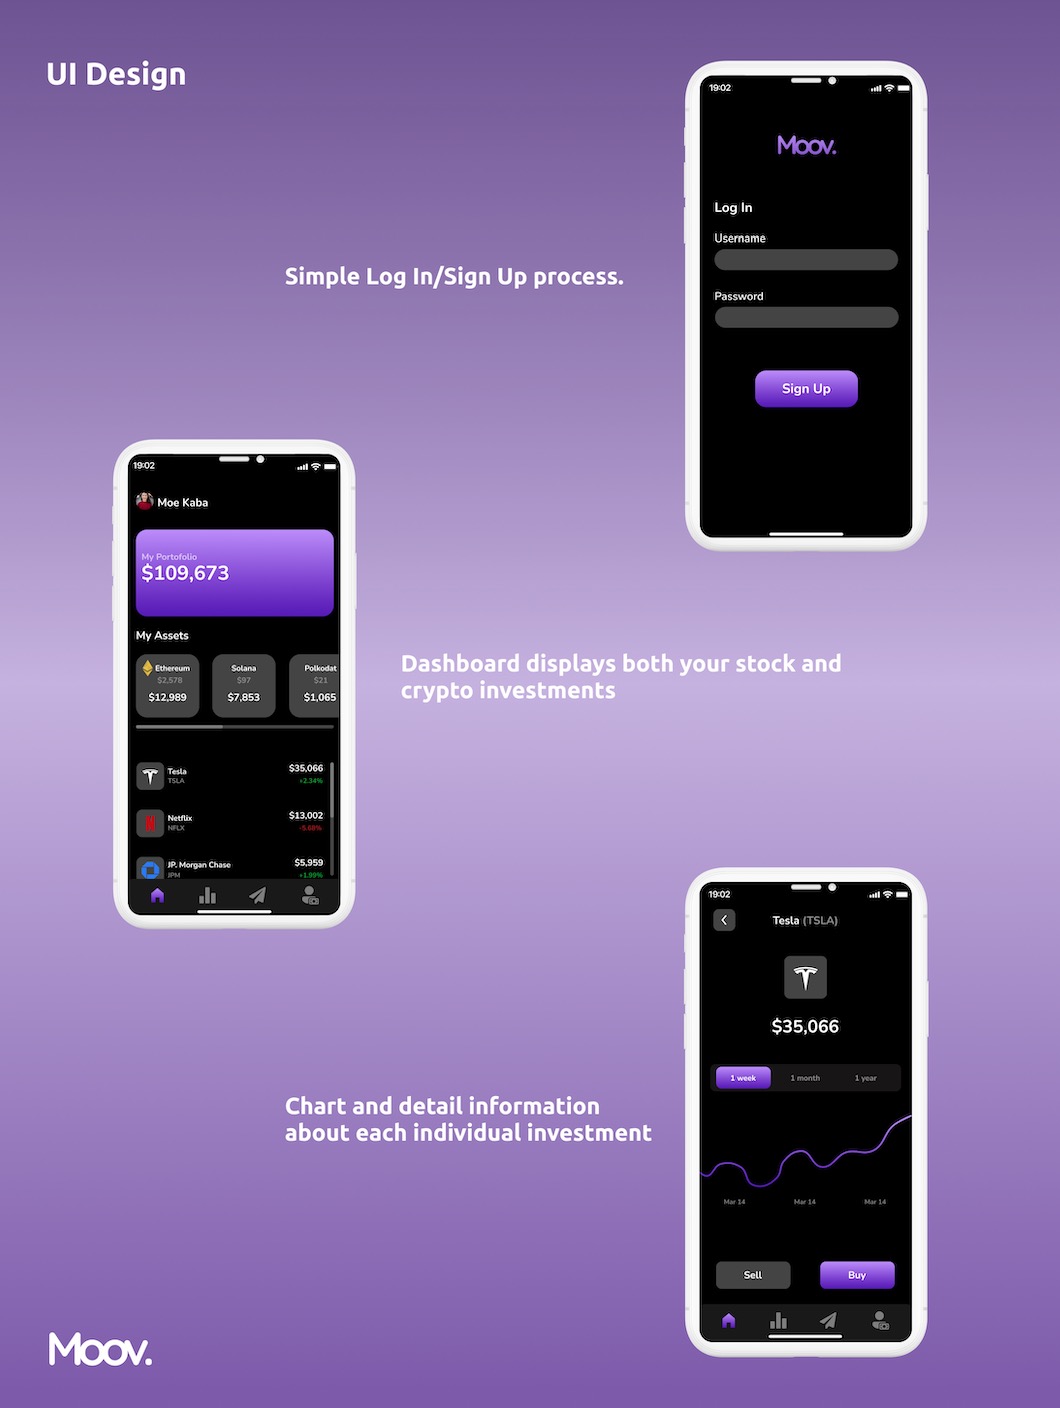 UI Design
19:02
Moov.
Log In
Username
Simple Log In/Sign Up process.
Password
Sign Up
19:02
Moe Kaba
My Portofolio
$109,673
My Assets
Ethereum
$2,578
$12,989
Solana
$97
$7,853
Polkodat
$21
$1,065
Dashboard displays both your stock and
crypto investments
Tesla
TSLA
$35,066
+2.34%
Netflix
NFLX
$13,002
-5.68%
JP. Morgan Chase
JPM
$5,959
+1.99%
19:02
Tesla (TSLA)
$35,066
1 week 1 month 1 year
Chart and detail information
about each individual investment
Mar 14 Mar 14 Mar 14
Sell Buy
Moov.